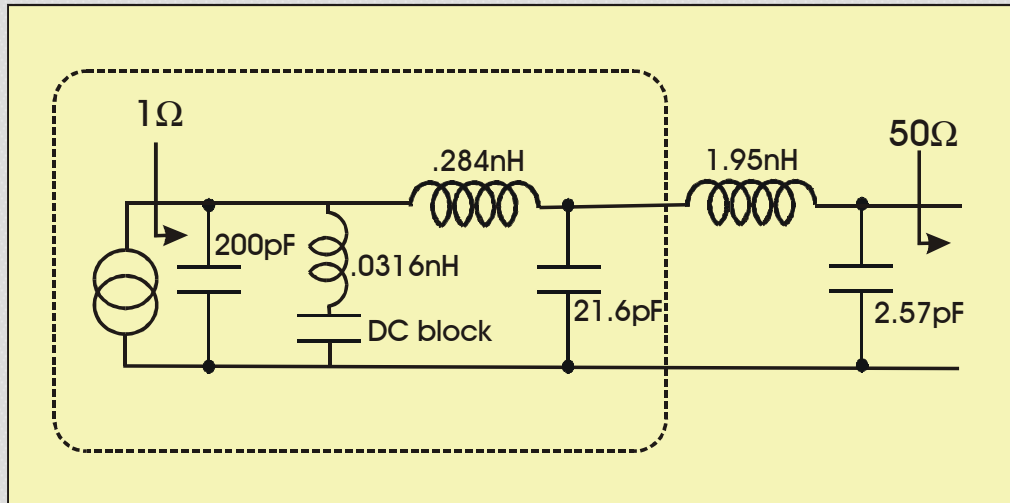 1Ω
50Ω
.284nH
1.95nH
200pF
.0316nH
21.6pF
2.57pF
DC block